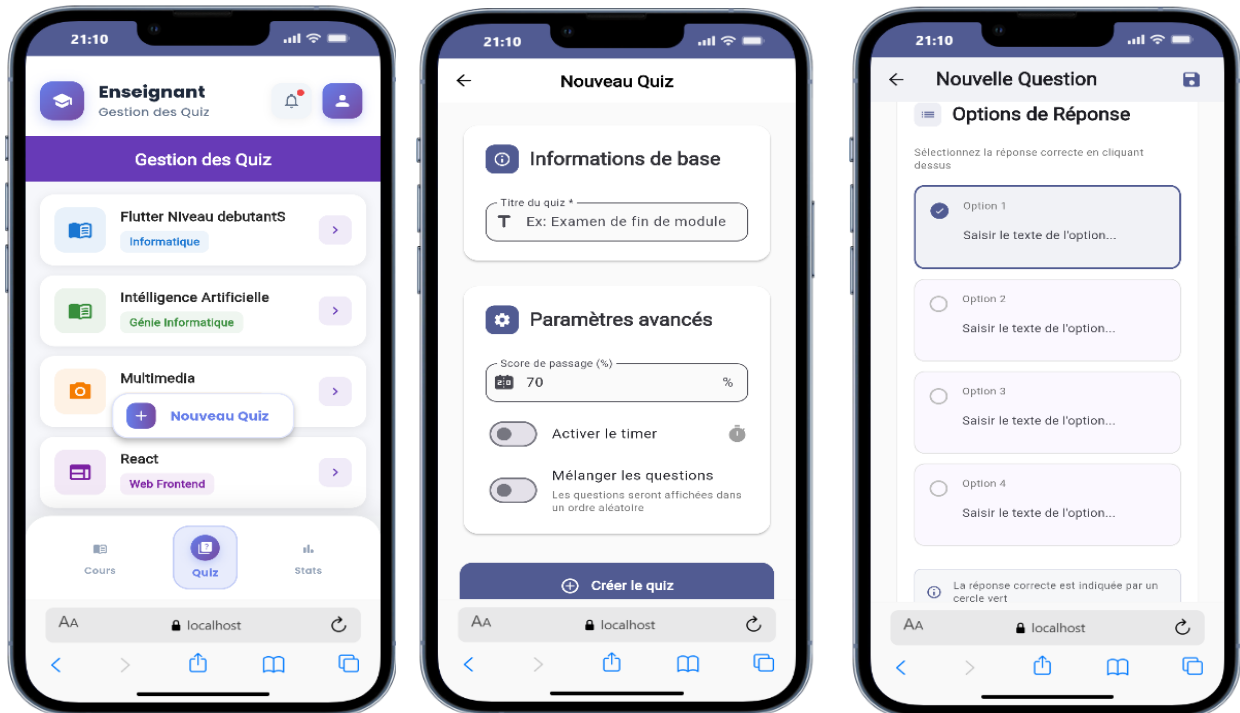 21:10
Enseignant
Gestion des Quiz
Gestion des Quiz
Flutter NIveau debutantS
Informatique
Intélligence Artificielle
Génie Informatique
Multimedia
Nouveau Quiz
React
Web Frontend
Cours
Quiz
Stats
AA
localhost
21:10
Nouveau Quiz
Informations de base
Titre du quiz *
Ex: Examen de fin de module
Paramètres avancés
Score de passage (%)
70 %
Activer le timer
Mélanger les questions
Les questions seront affichées dans
un ordre aléatoire
Créer le quiz
AA
localhost
21:10
Nouvelle Question
Options de Réponse
Sélectionnez la réponse correcte en cliquant
dessus
Option 1
Saisir le texte de l'option...
Option 2
Saisir le texte de l'option...
Option 3
Saisir le texte de l'option...
Option 4
Saisir le texte de l'option...
La réponse correcte est indiquée par un
cercle vert
AA
localhost